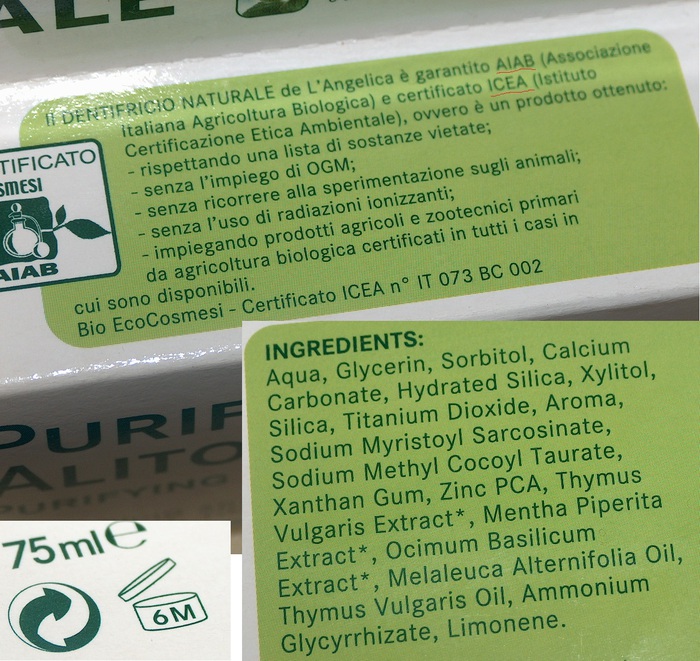 ALE
Il DENTIFRICIO NATURALE de L'Angelica è garantito AIAB (Associazione
Italiana Agricoltura Biologica) e certificato ICEA (Istituto
Certificazione Etica Ambientale), ovvero è un prodotto ottenuto:
- rispettando una lista di sostanze vietate;
- senza l'impiego di OGM;
- senza ricorrere alla sperimentazione sugli animali;
- senza l'uso di radiazioni ionizzanti;
- impiegando prodotti agricoli e zootecnici primari
da agricoltura biologica certificati in tutti i casi in
cui sono disponibili.
Bio EcoCosmesi - Certificato ICEA n° IT 073 BC 002
TIFICATO
SMESI
AIAB
PURIF
ALITO
PURIFYING
75ml e
6M
INGREDIENTS:
Aqua, Glycerin, Sorbitol, Calcium
Carbonate, Hydrated Silica, Xylitol,
Silica, Titanium Dioxide, Aroma,
Sodium Myristoyl Sarcosinate,
Sodium Methyl Cocoyl Taurate,
Xanthan Gum, Zinc PCA, Thymus
Vulgaris Extract*, Mentha Piperita
Extract*, Ocimum Basilicum
Extract*, Melaleuca Alternifolia Oil,
Thymus Vulgaris Oil, Ammonium
Glycyrrhizate, Limonene.